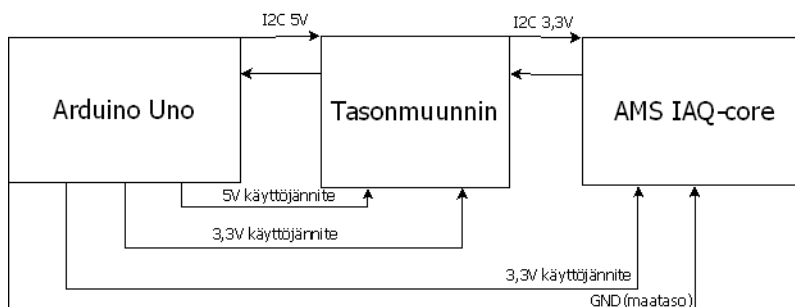 I2C 5V
I2C 3,3V
Arduino Uno
Tasonmuunnin
AMS IAQ-core
5V käyttöjännite
3,3V käyttöjännite
3,3V käyttöjännite
GND (maataso)